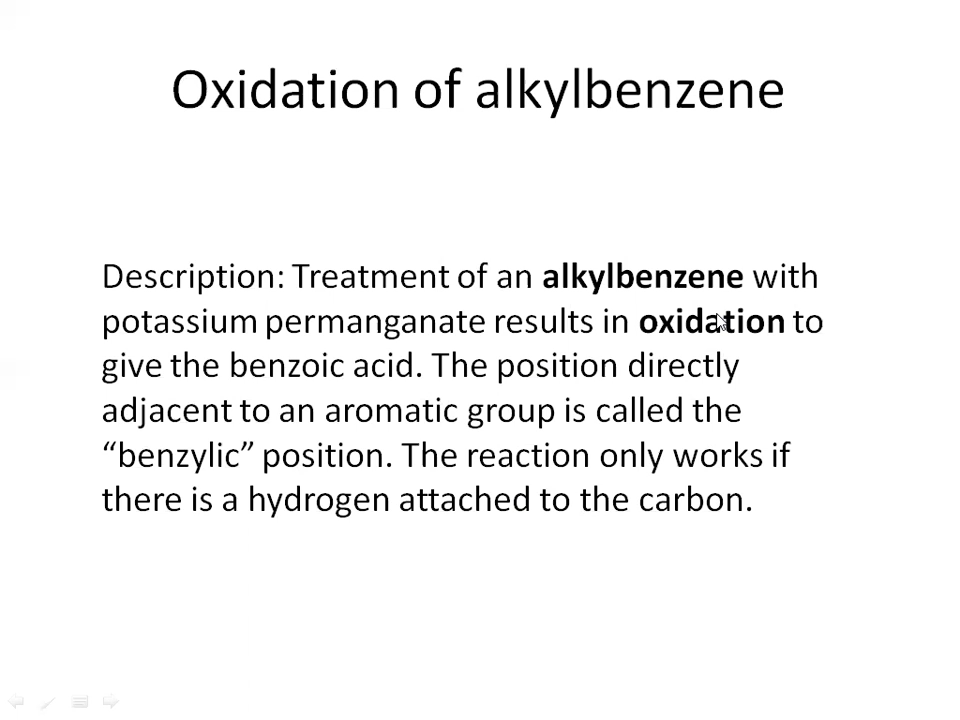 Oxidation of alkylbenzene
Description: Treatment of an alkylbenzene with
potassium permanganate results in oxidation to
give the benzoic acid. The position directly
adjacent to an aromatic group is called the
“benzylic” position. The reaction only works if
there is a hydrogen attached to the carbon.